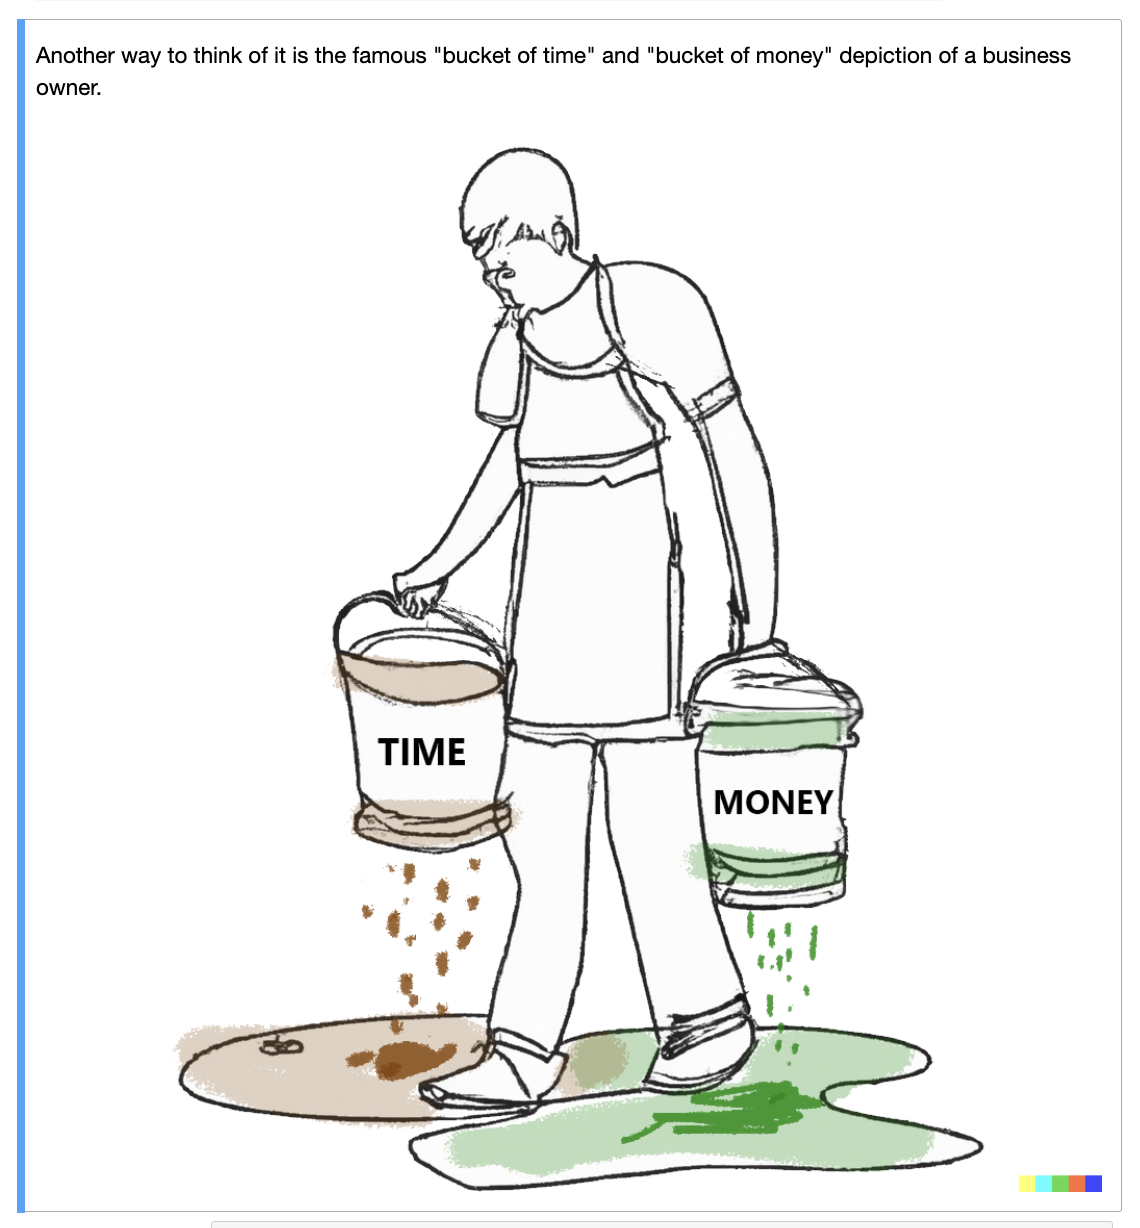 Another way to think of it is the famous "bucket of time" and "bucket of money" depiction of a business
owner.
TIME
MONEY